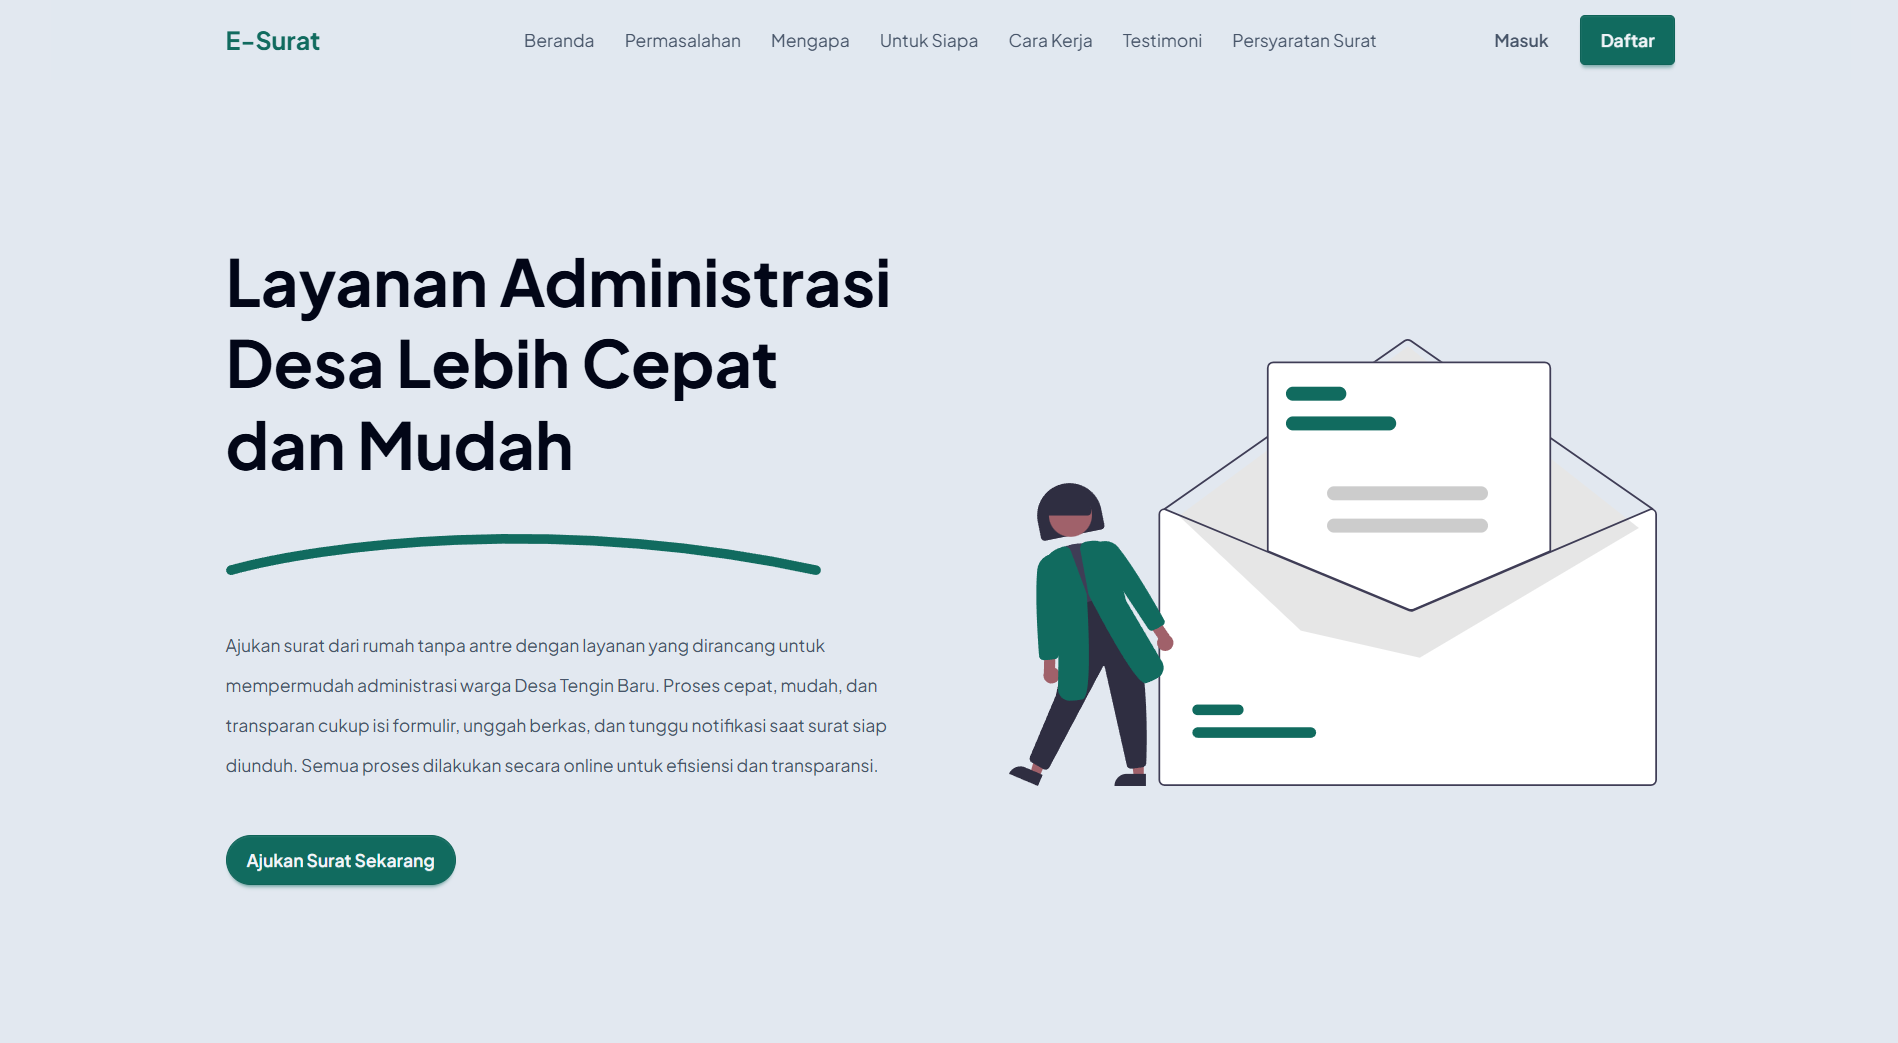 E-Surat
Beranda
Permasalahan
Mengapa
Untuk Siapa
Cara Kerja
Testimoni
Persyaratan Surat
Masuk
Daftar
Layanan Administrasi
Desa Lebih Cepat
dan Mudah
Ajukan surat dari rumah tanpa antre dengan layanan yang dirancang untuk
mempermudah administrasi warga Desa Tengin Baru. Proses cepat, mudah, dan
transparan cukup isi formulir, unggah berkas, dan tunggu notifikasi saat surat siap
diunduh. Semua proses dilakukan secara online untuk efisiensi dan transparansi.
Ajukan Surat Sekarang